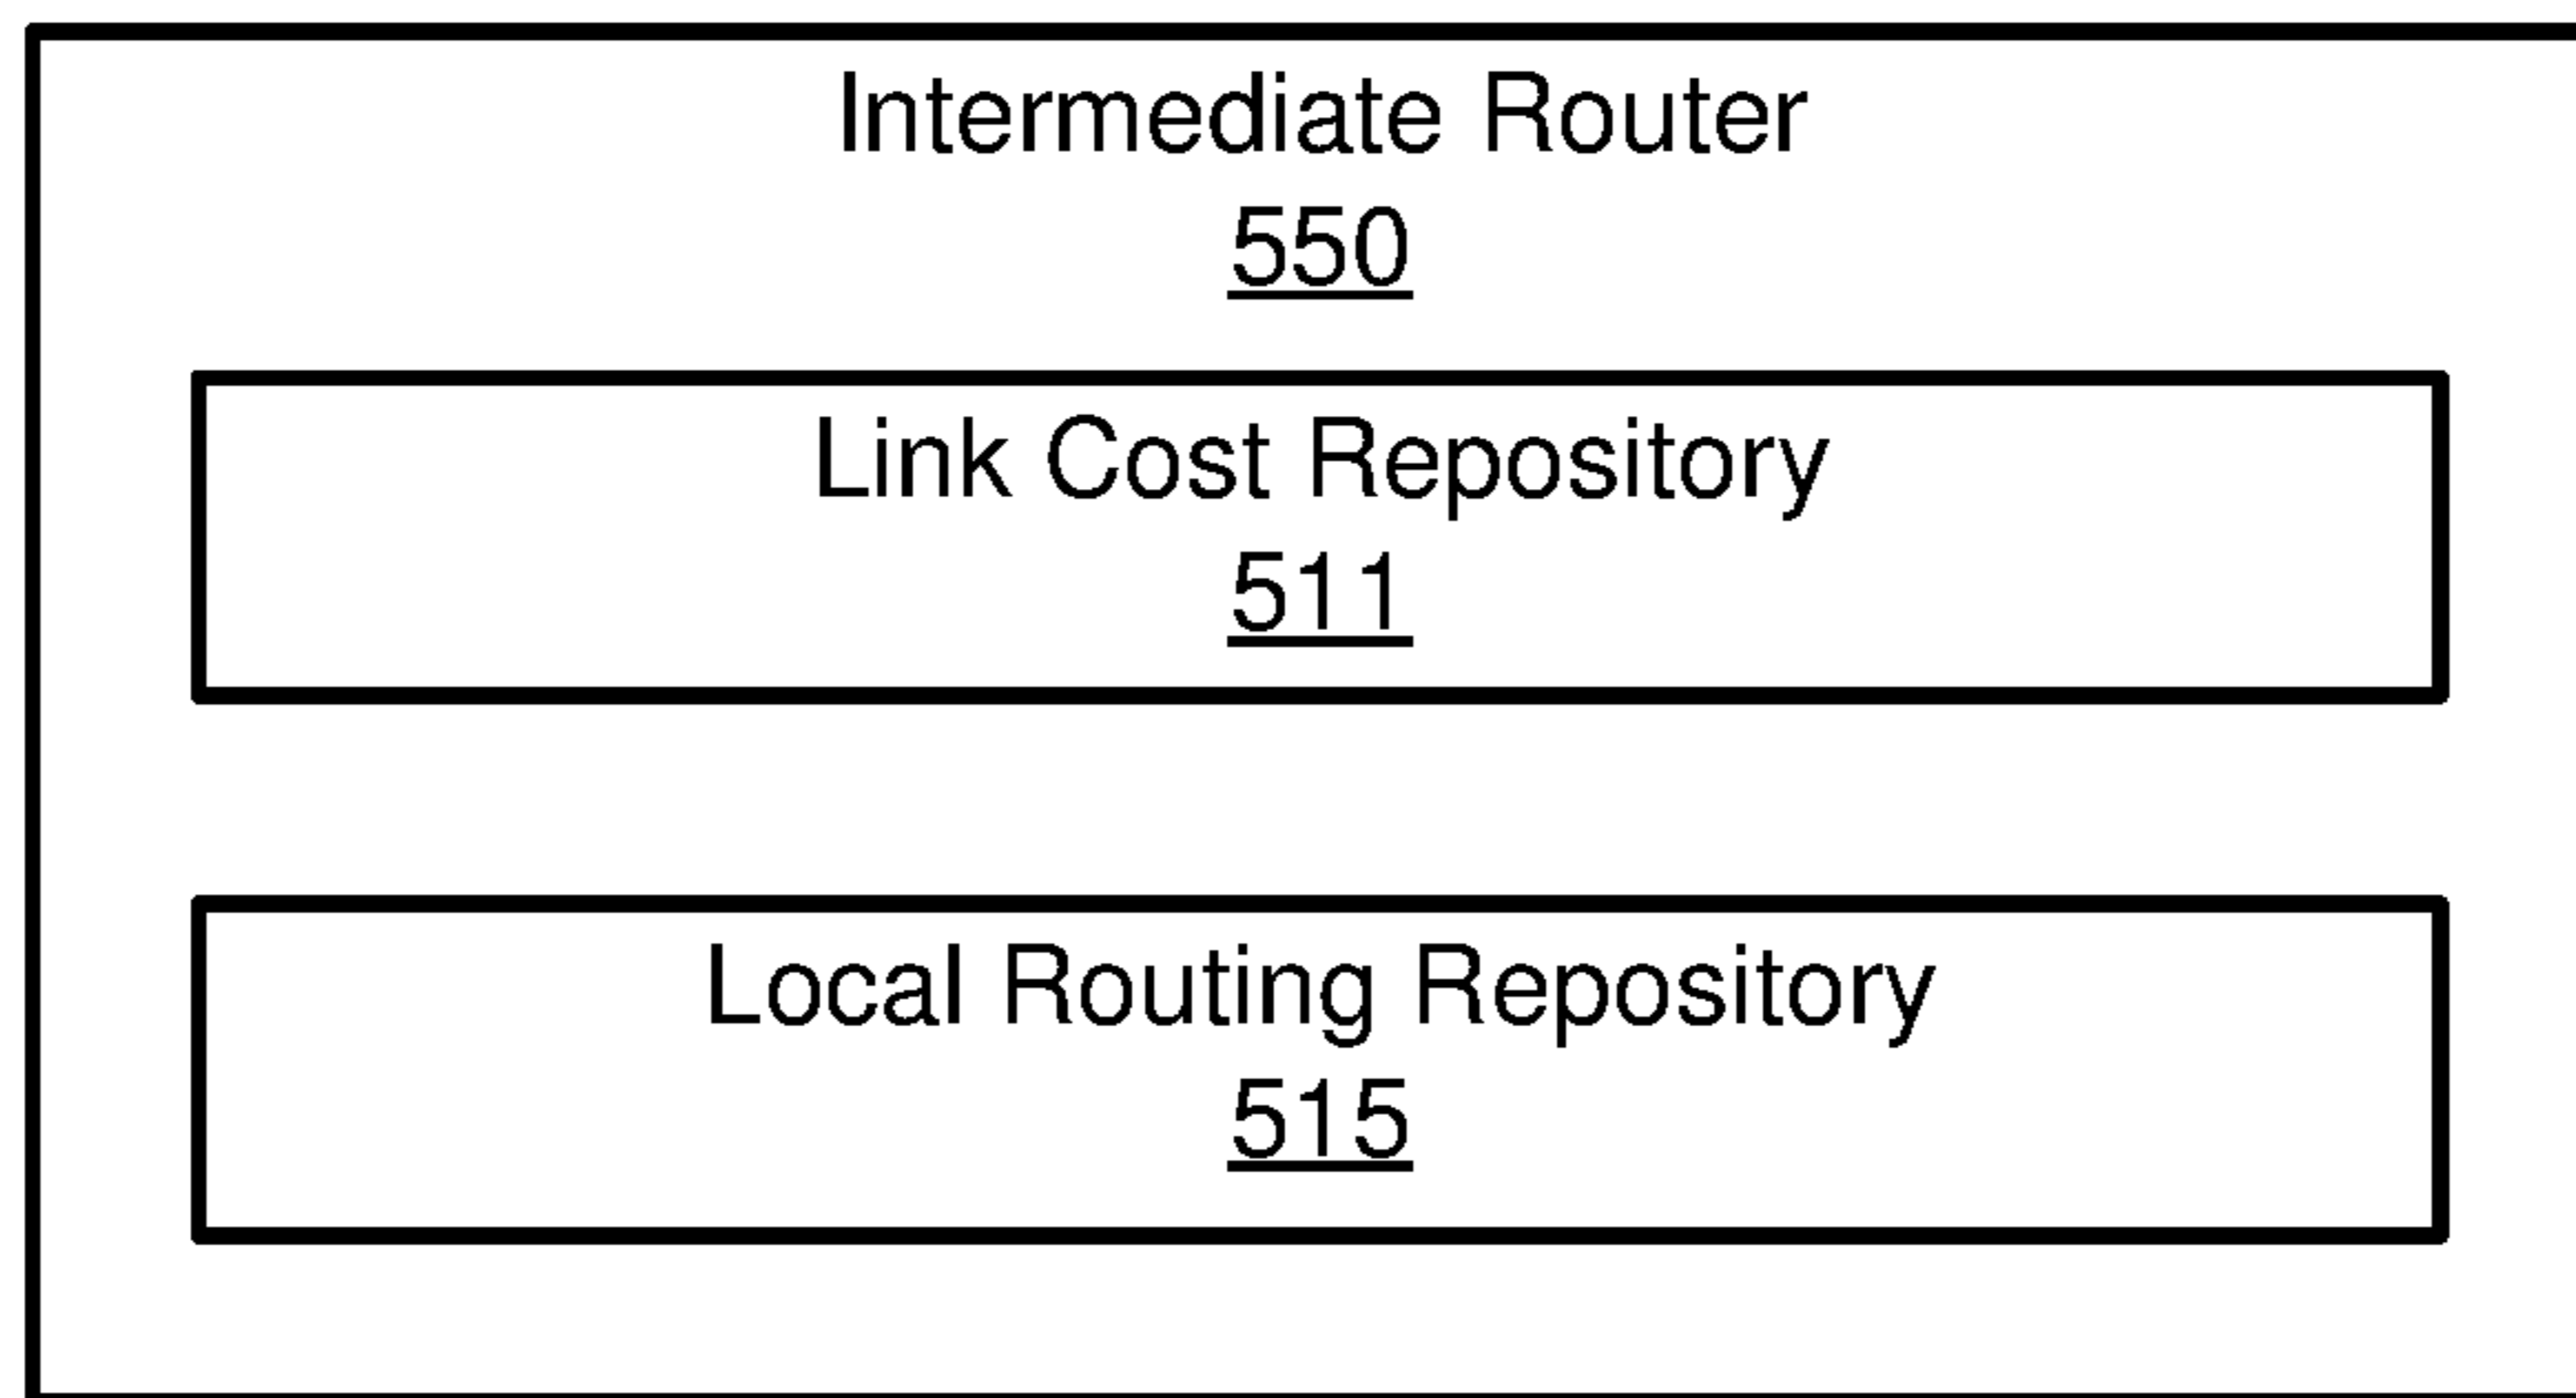 Intermediate Router
550
Link Cost Repository
511
Local Routing Repository
515